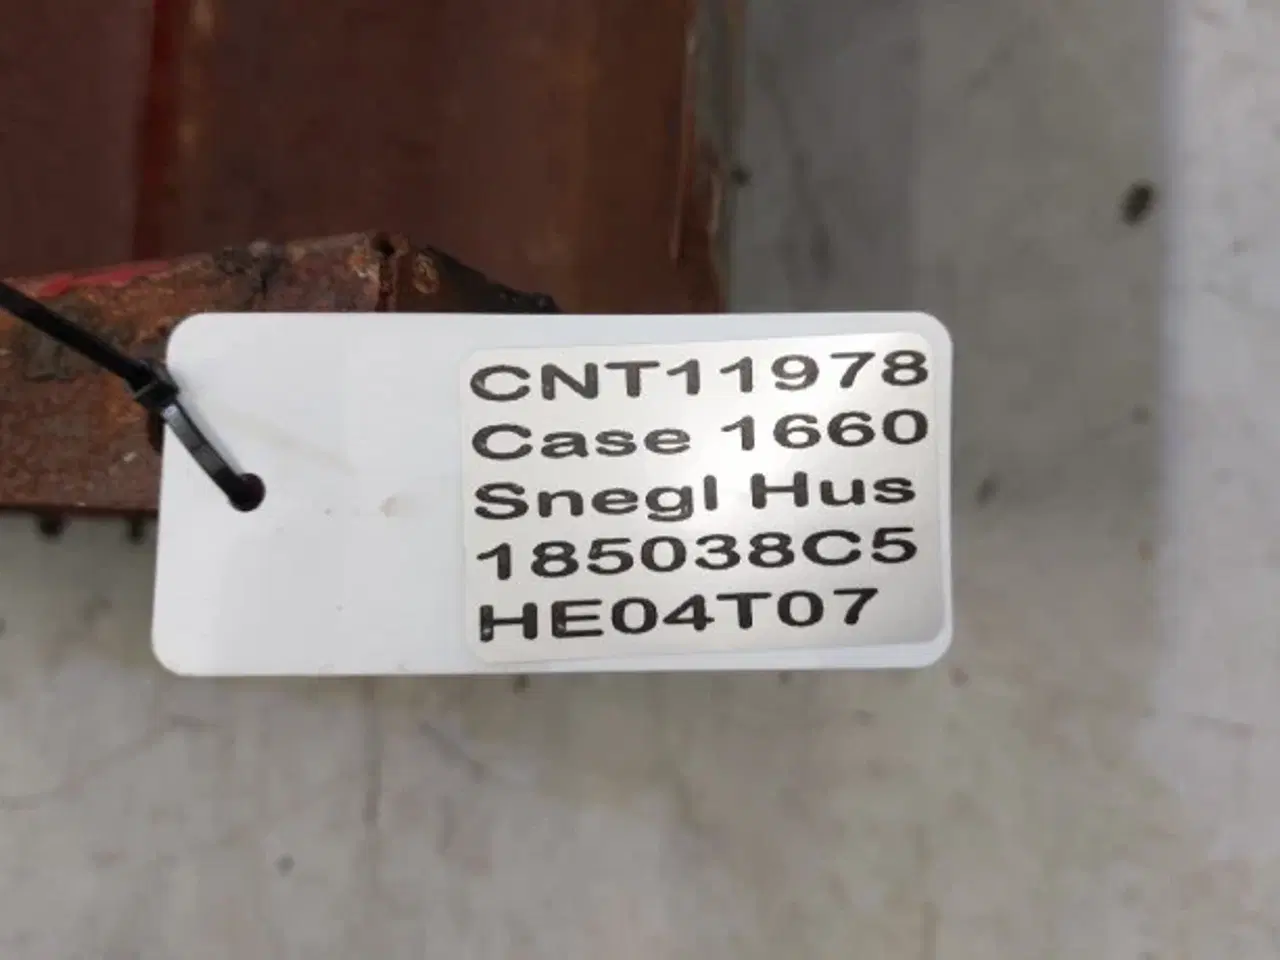 CNT11978
Case 1660
Snegl Hus
185038C5
HE04T07